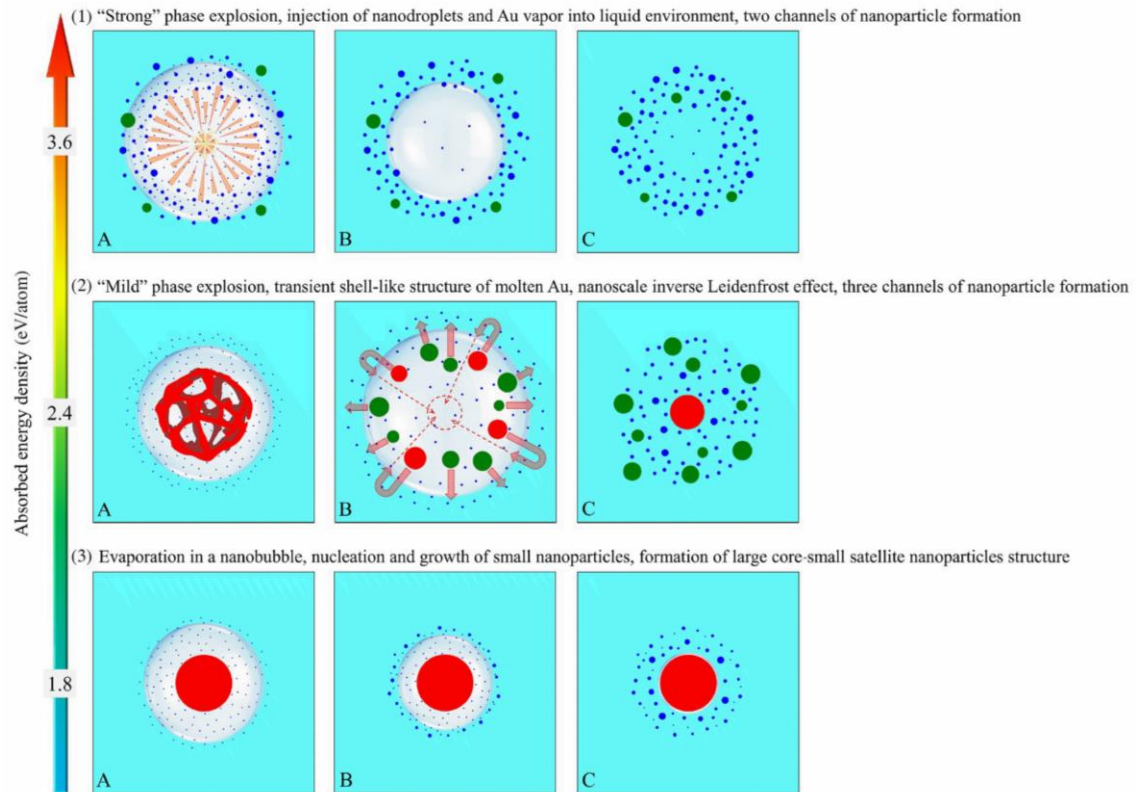 (1) “Strong” phase explosion, injection of nanodroplets and Au vapor into liquid environment, two channels of nanoparticle formation
3.6
A
B
C
(2) “Mild” phase explosion, transient shell-like structure of molten Au, nanoscale inverse Leidenfrost effect, three channels of nanoparticle formation
Absorbed energy density (eV/atom)
2.4
A
B
C
(3) Evaporation in a nanobubble, nucleation and growth of small nanoparticles, formation of large core-small satellite nanoparticles structure
1.8
A
B
C